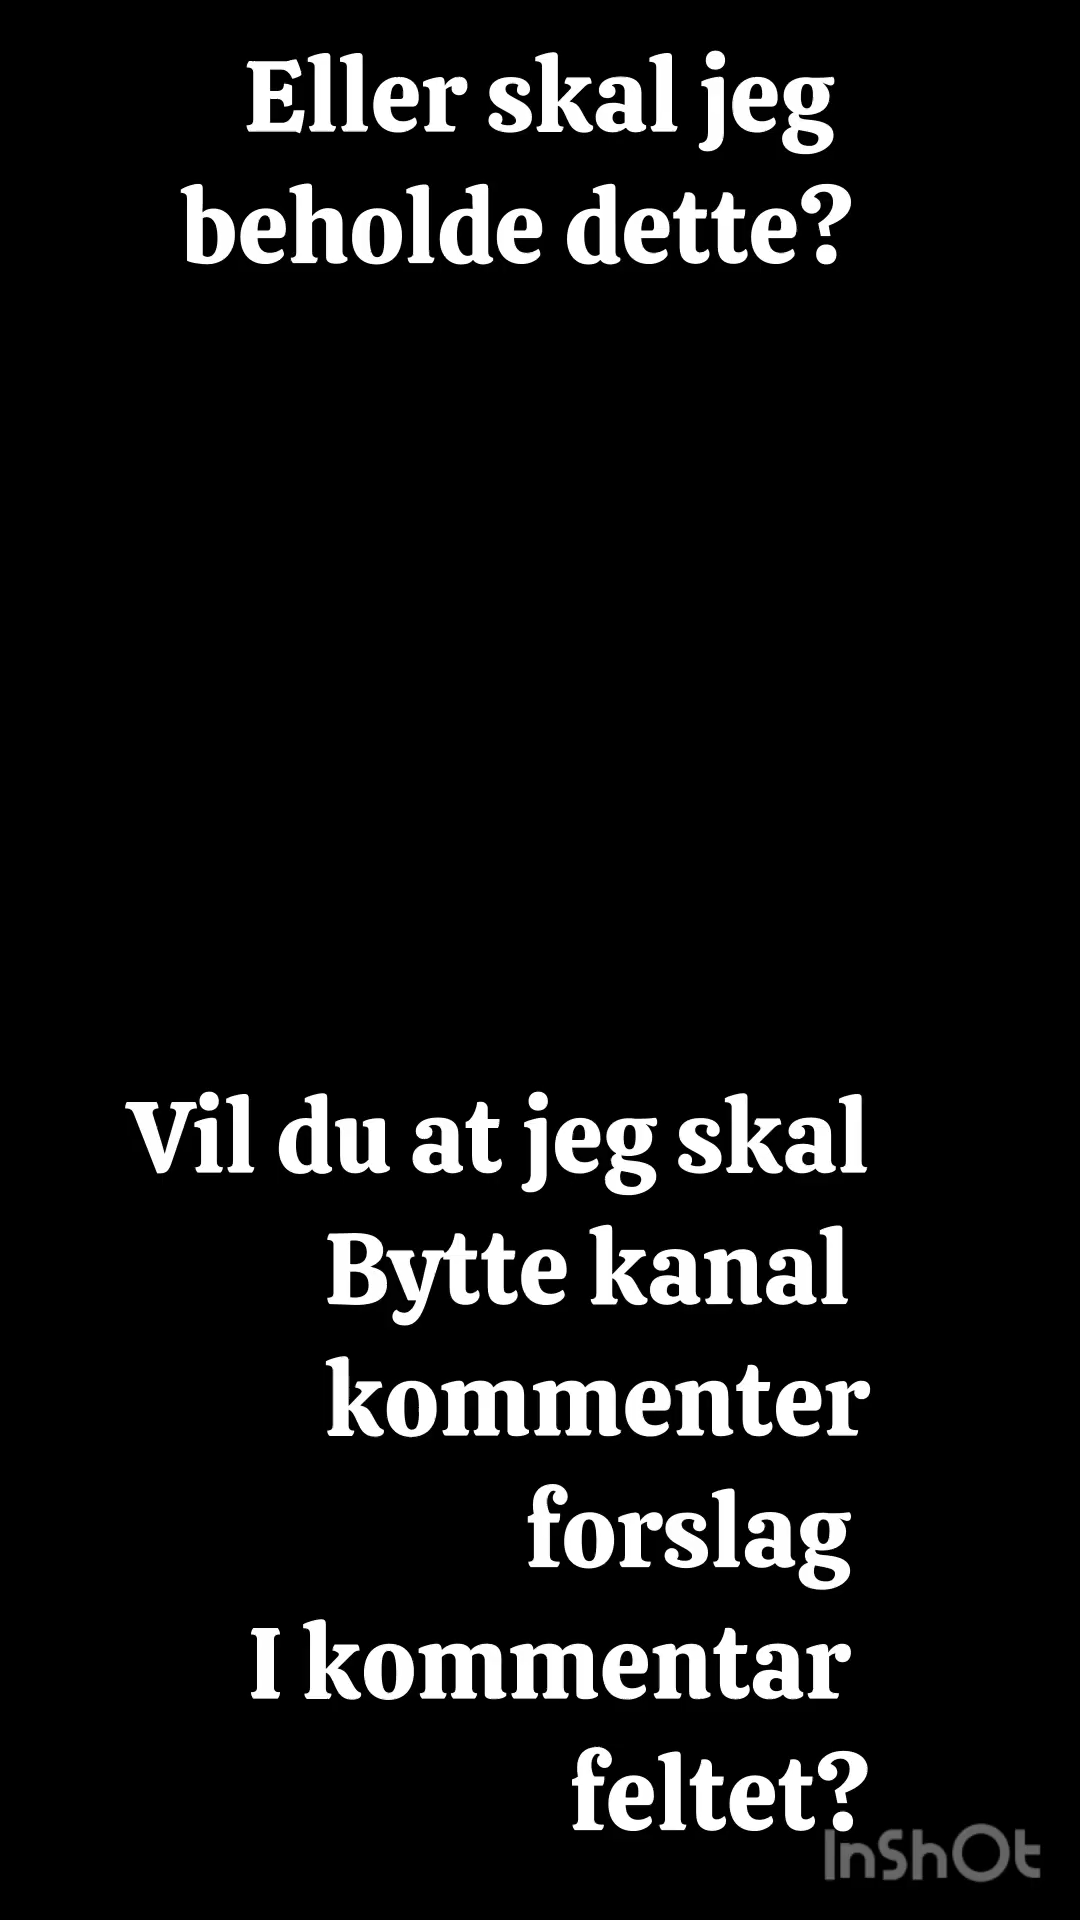 Eller skal jeg
beholde dette?
Vil du at jeg skal
Bytte kanal
kommenter
forslag
I kommentar
feltet?
InShOt